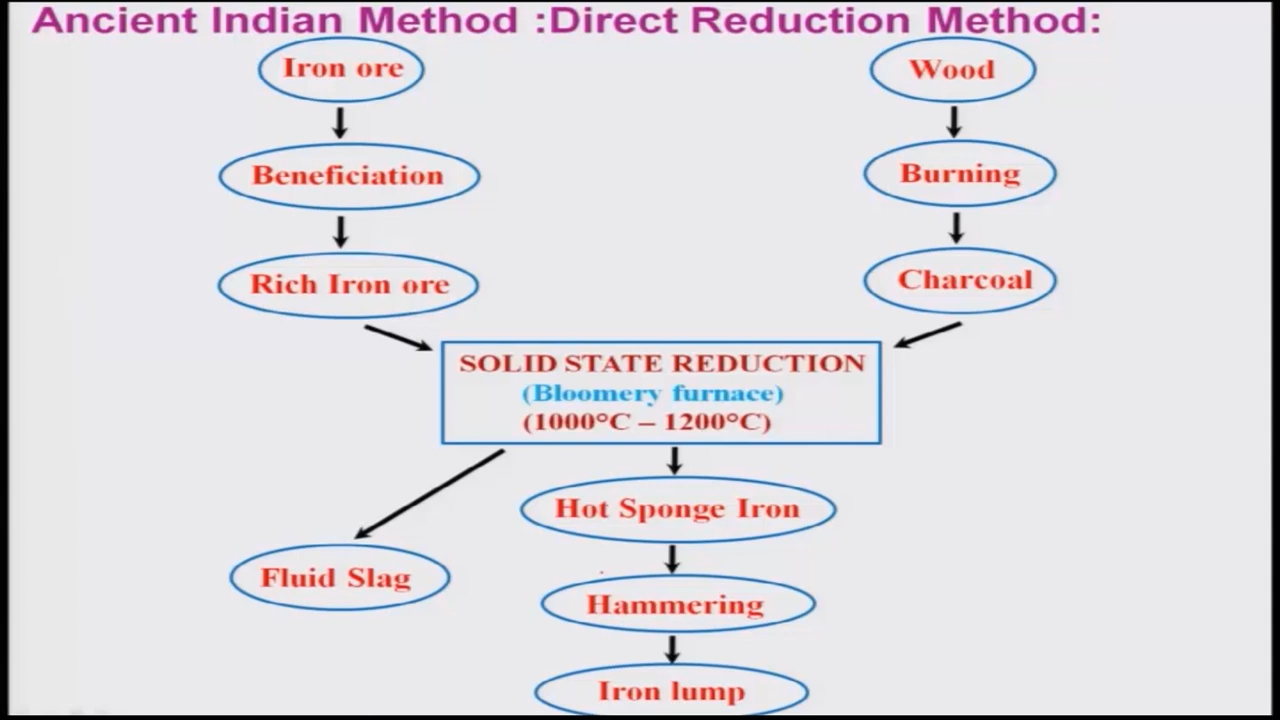 Ancient Indian Method :Direct Reduction Method:
Iron ore
Wood
Beneficiation
Burning
Rich Iron ore
Charcoal
SOLID STATE REDUCTION
(Bloomery furnace)
(1000°C – 1200°C)
Hot Sponge Iron
Fluid Slag
Hammering
Iron lump